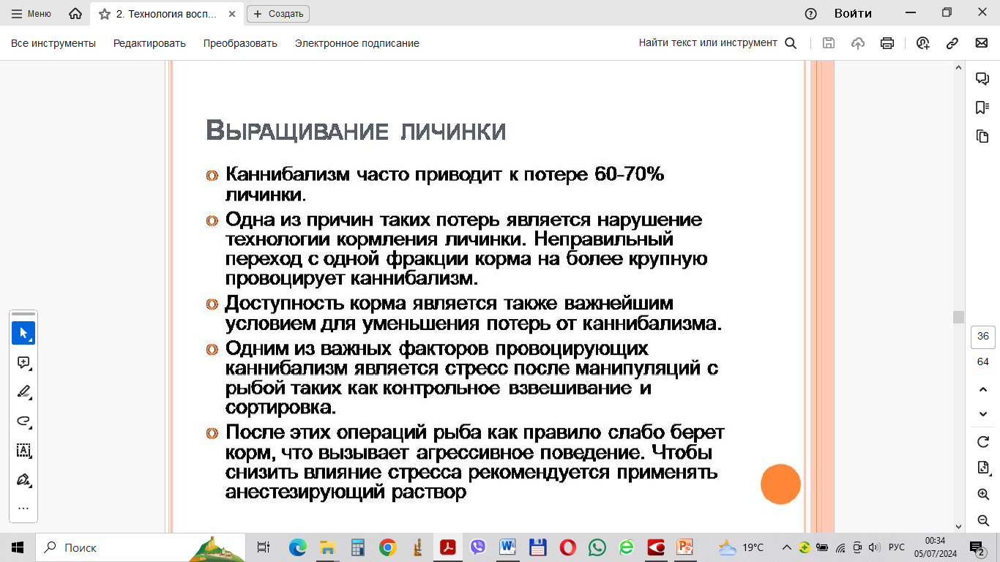 Меню
2. Технология восп...
Создать
Войти
Все инструменты
Редактировать
Преобразовать
Электронное подписание
Найти текст или инструмент
ВЫРАЩИВАНИЕ ЛИЧИНКИ
Каннибализм часто приводит к потере 60-70%
личинки.
Одна из причин таких потерь является нарушение
технологии кормления личинки. Неправильный
переход с одной фракции корма на более крупную
провоцирует каннибализм.
Доступность корма является также важнейшим
условием для уменьшения потерь от каннибализма.
Одним из важных факторов провоцирующих
каннибализм является стресс после манипуляций с
рыбой таких как контрольное взвешивание и
сортировка.
После этих операций рыба как правило слабо берет
корм, что вызывает агрессивное поведение. Чтобы
снизить влияние стресса рекомендуется применять
анестезирующий раствор
36
64
Поиск
19°C
РУС
00:34
05/07/2024
2